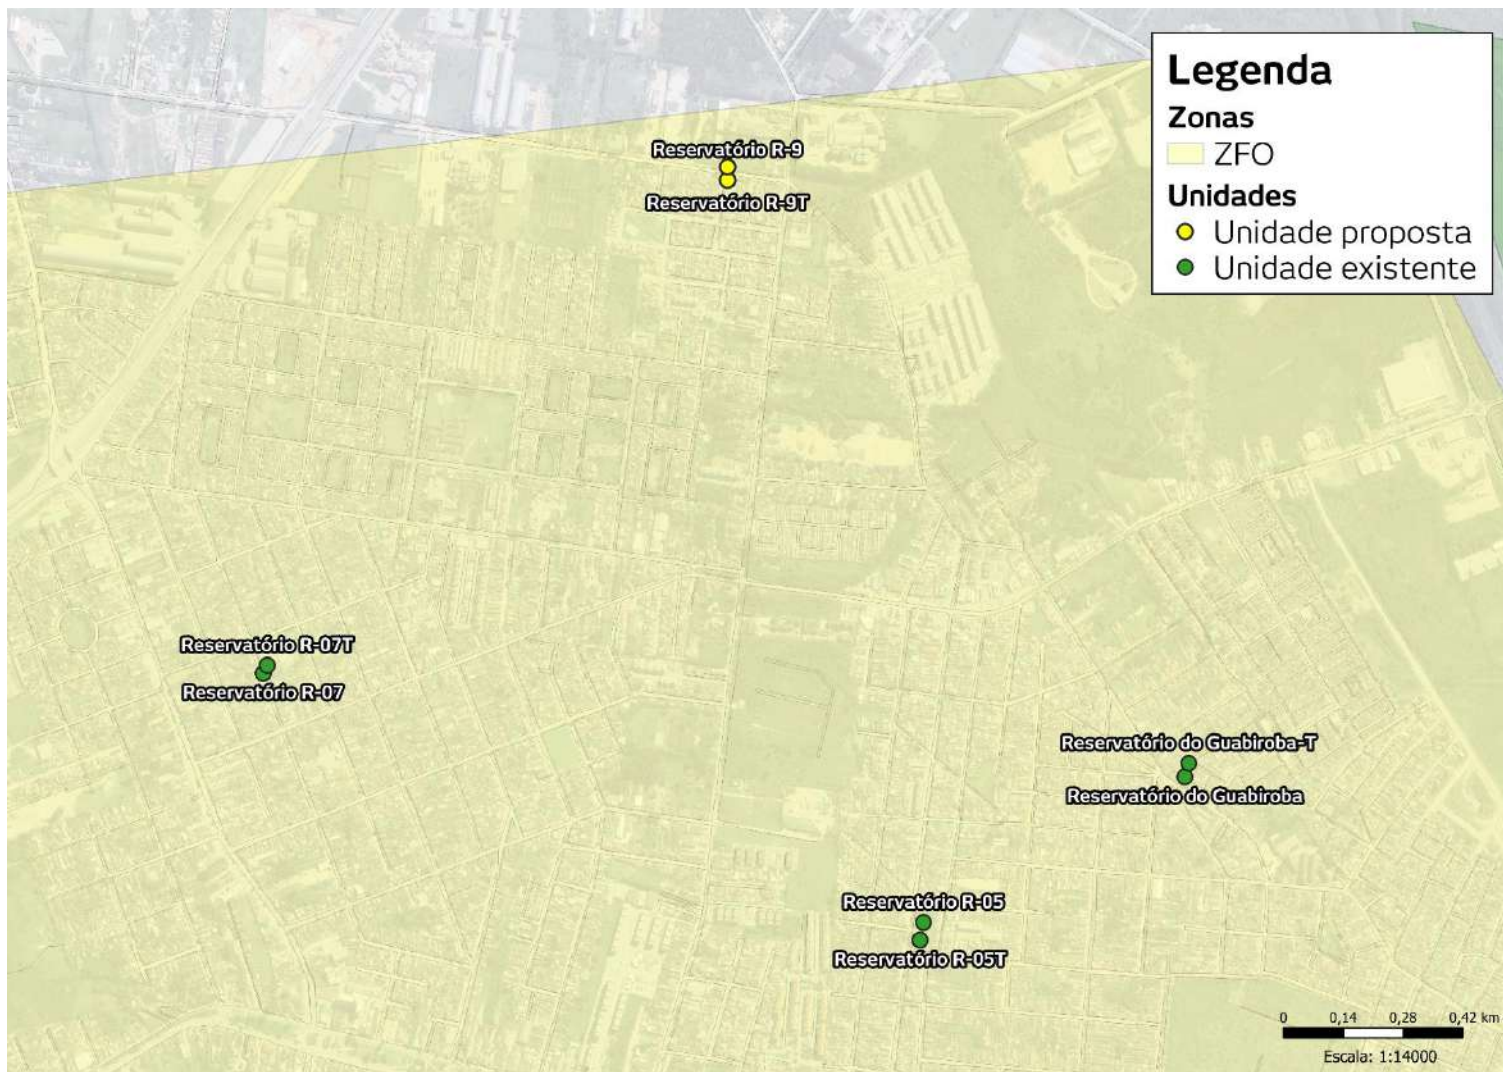 Legenda
Zonas
ZFO
Unidades
Unidade proposta
Unidade existente
Reservatório R-9
Reservatório R-9T
Reservatório R-07T
Reservatório R-07
Reservatório do Guabiroba-T
Reservatório do Guabiroba
Reservatório R-05
Reservatório R-05T
0 0,14 0,28 0,42 km
Escala: 1:14000